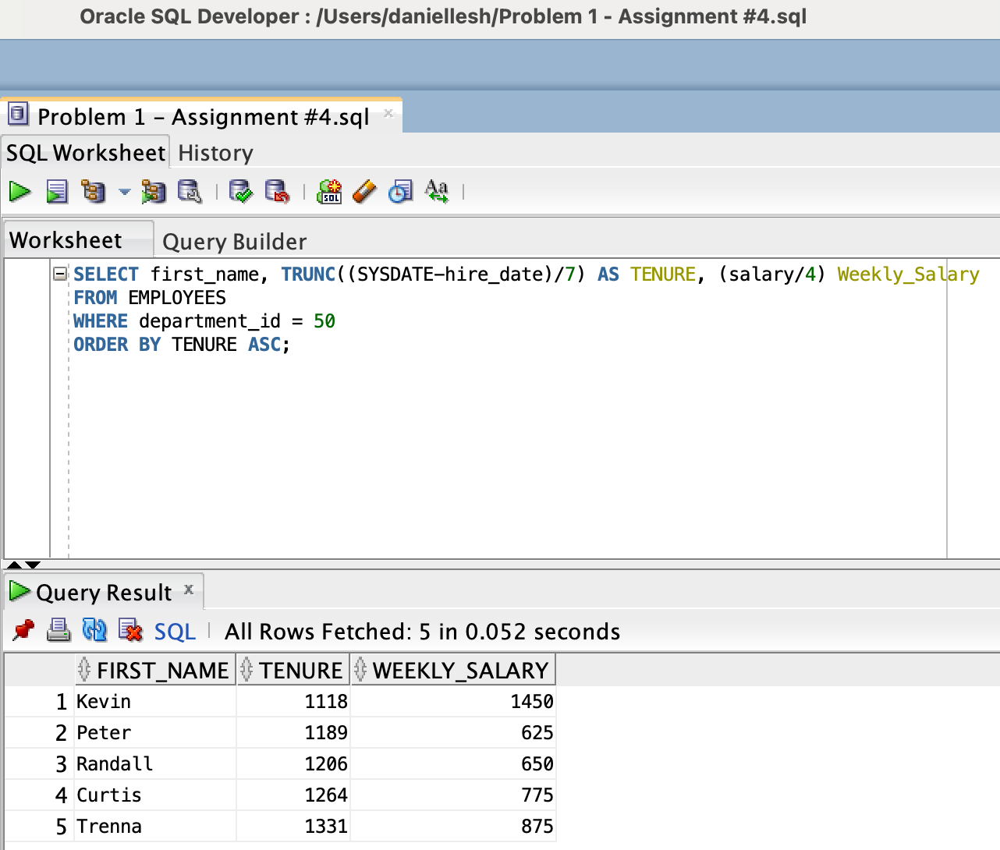 Oracle SQL Developer : /Users/daniellesh/Problem 1 - Assignment #4.sql
Problem 1 – Assignment #4.sql
SQL Worksheet History
SQL Aa
Worksheet Query Builder
SELECT first_name, TRUNC((SYSDATE-hire_date)/7) AS TENURE, (salary/4) Weekly_Salary
FROM EMPLOYEES
WHERE department_id = 50
ORDER BY TENURE ASC;
Query Result
SQL All Rows Fetched: 5 in 0.052 seconds
FIRST_NAME TENURE WEEKLY_SALARY
1 Kevin 1118 1450
2 Peter 1189 625
3 Randall 1206 650
4 Curtis 1264 775
5 Trenna 1331 875